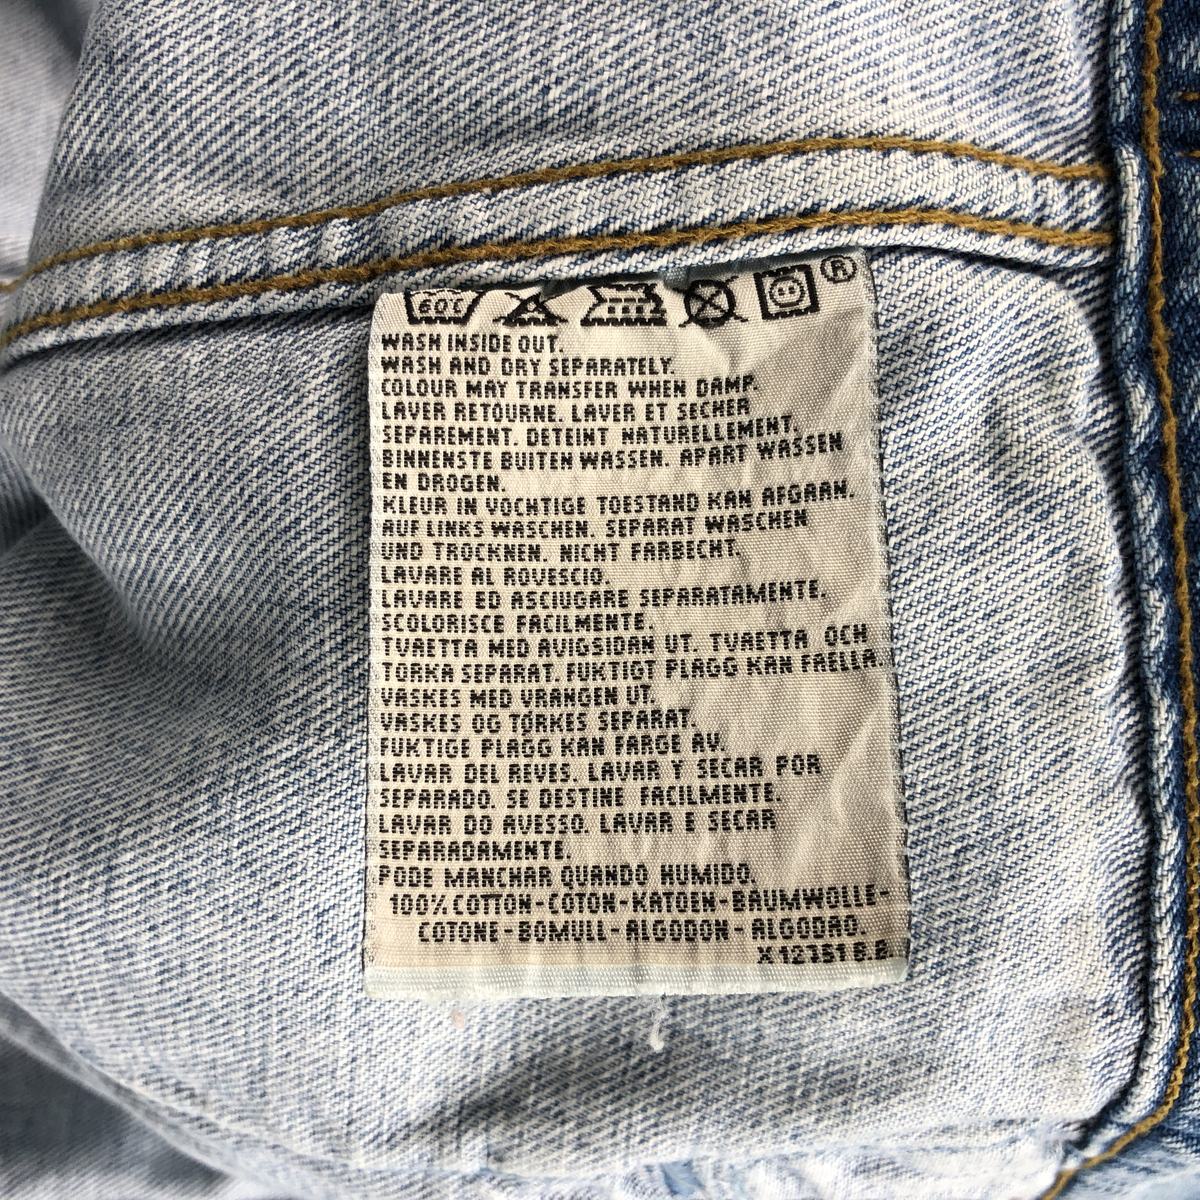 60C ®
WASH INSIDE OUT.
WASH AND DRY SEPARATELY.
COLOUR MAY TRANSFER WHEN DAMP.
LAVER RETOURNE. LAVER ET SECHER
SEPAREMENT. DETEINT NATURELLEMENT.
BINNENSTE BUITEN WASSEN. APART WASSEN
EN DROGEN.
KLEUR IN VOCHTIGE TOESTAND KAN AFGAAN.
AUF LINKS WASCHEN. SEPARAT WASCHEN
UND TROCKNEN. NICHT FARBECHT.
LAVARE AL ROVESCIO.
LAVARE ED ASCIUGARE SEPARATAMENTE.
SCOLORISCE FACILMENTE.
TVAETTA MED AVIGSIDAN UT. TVAETTA OCH
TORKA SEPARAT. FUKTIGT PLAGG KAN FAELLA.
VASKES MED VRANGEN UT.
VASKES OG TØRKES SEPARAT.
FUKTIGE PLAGG KAN FARGE AV.
LAVAR DEL REVES. LAVAR Y SECAR POR
SEPARADO. SE DESTINE FACILMENTE.
LAVAR DO AVESSO. LAVAR E SECAR
SEPARADAMENTE.
PODE MANCHAR QUANDO HUMIDO.
100% COTTON-COTON-KATOEN-BAUMWOLLE-
COTONE-BOMULL-ALGODON-ALGODAO.